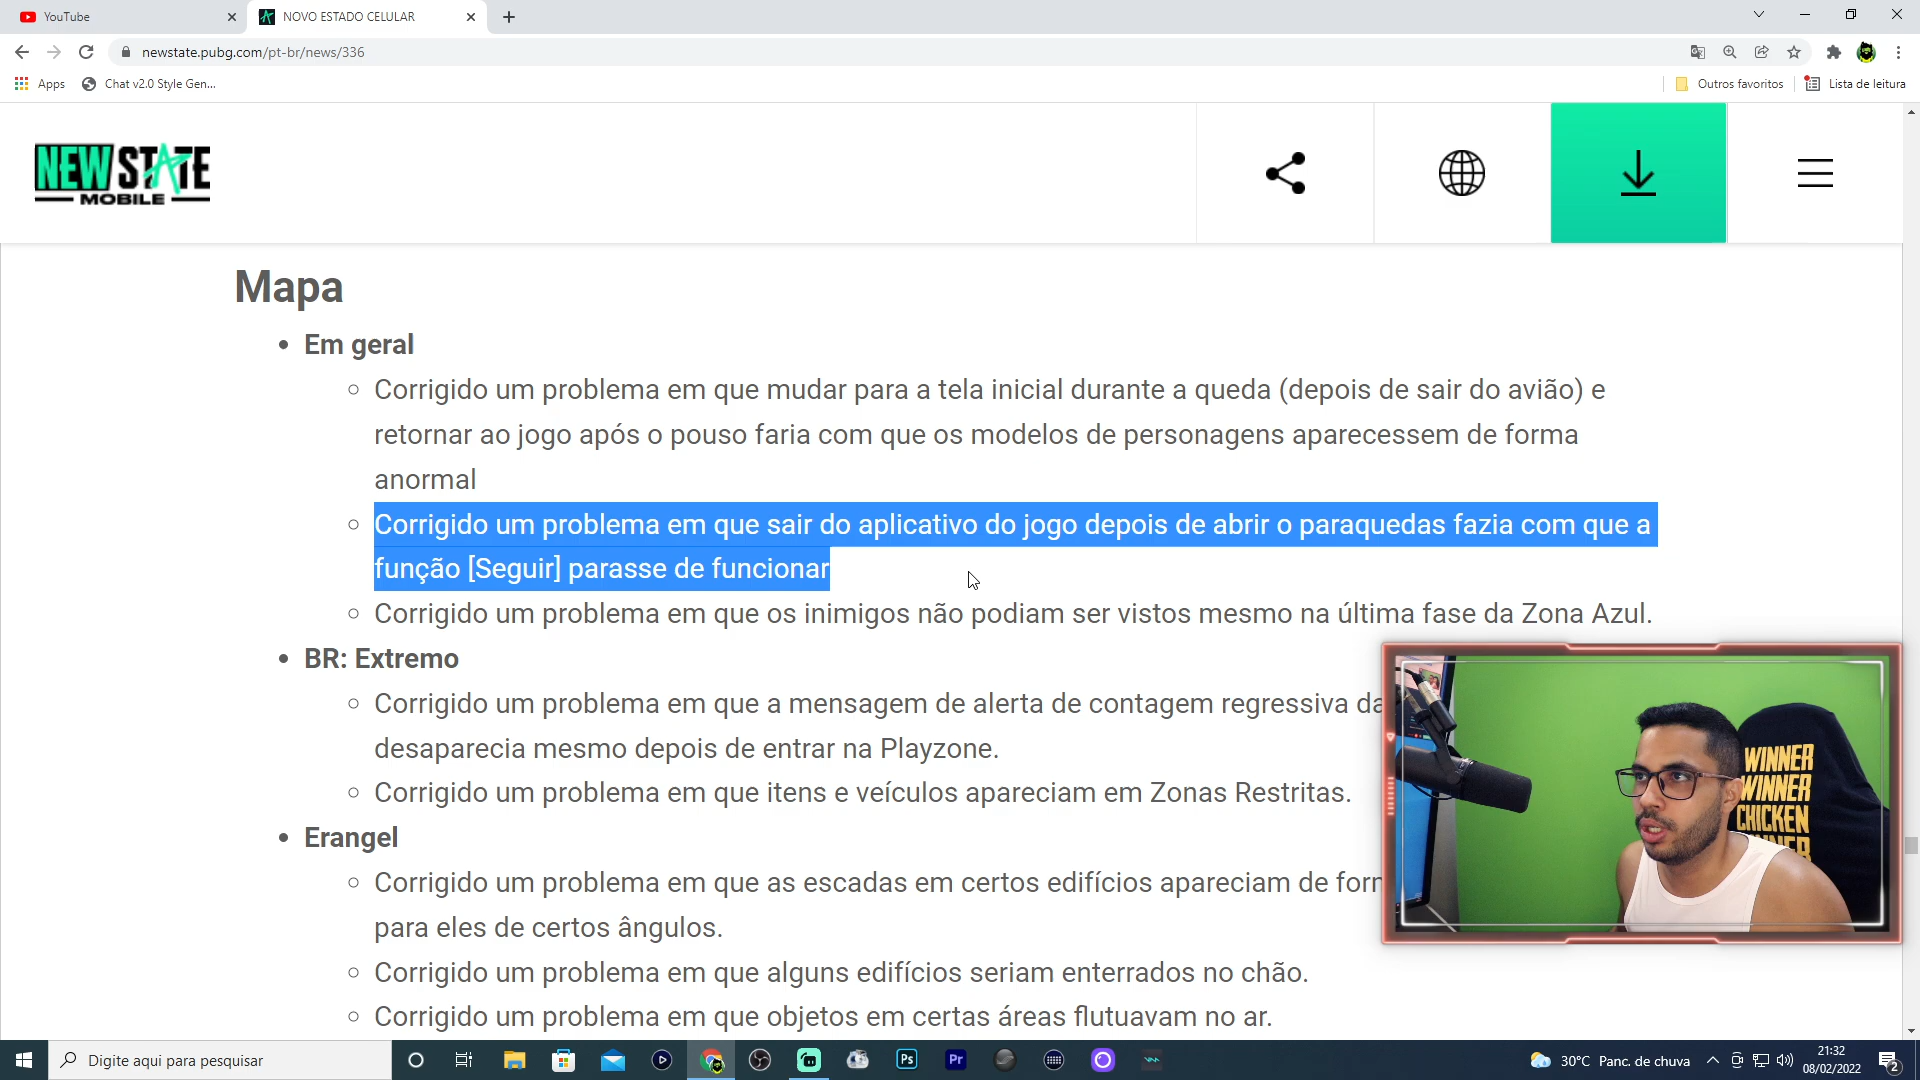 YouTube
NOVO ESTADO CELULAR
newstate.pubg.com/pt-br/news/336
Apps
Chat v2.0 Style Gen...
Outros favoritos
Lista de leitura
NEW STATE
MOBILE
Mapa
Em geral
Corrigido um problema em que mudar para a tela inicial durante a queda (depois de sair do avião) e
retornar ao jogo após o pouso faria com que os modelos de personagens aparecessem de forma
anormal
Corrigido um problema em que sair do aplicativo do jogo depois de abrir o paraquedas fazia com que a
função [Seguir] parasse de funcionar
Corrigido um problema em que os inimigos não podiam ser vistos mesmo na última fase da Zona Azul.
BR: Extremo
Corrigido um problema em que a mensagem de alerta de contagem regressiva
desaparecia mesmo depois de entrar na Playzone.
Corrigido um problema em que itens e veículos apareciam em Zonas Restritas.
Erangel
Corrigido um problema em que as escadas em certos edifícios apareciam de
para eles de certos ângulos.
Corrigido um problema em que alguns edifícios seriam enterrados no chão.
Corrigido um problema em que objetos em certas áreas flutuavam no ar.
WINNER
WINNER
CHICKEN
Digite aqui para pesquisar
Ps
Pr
30°C Panc. de chuva
21:32
08/02/2022
2